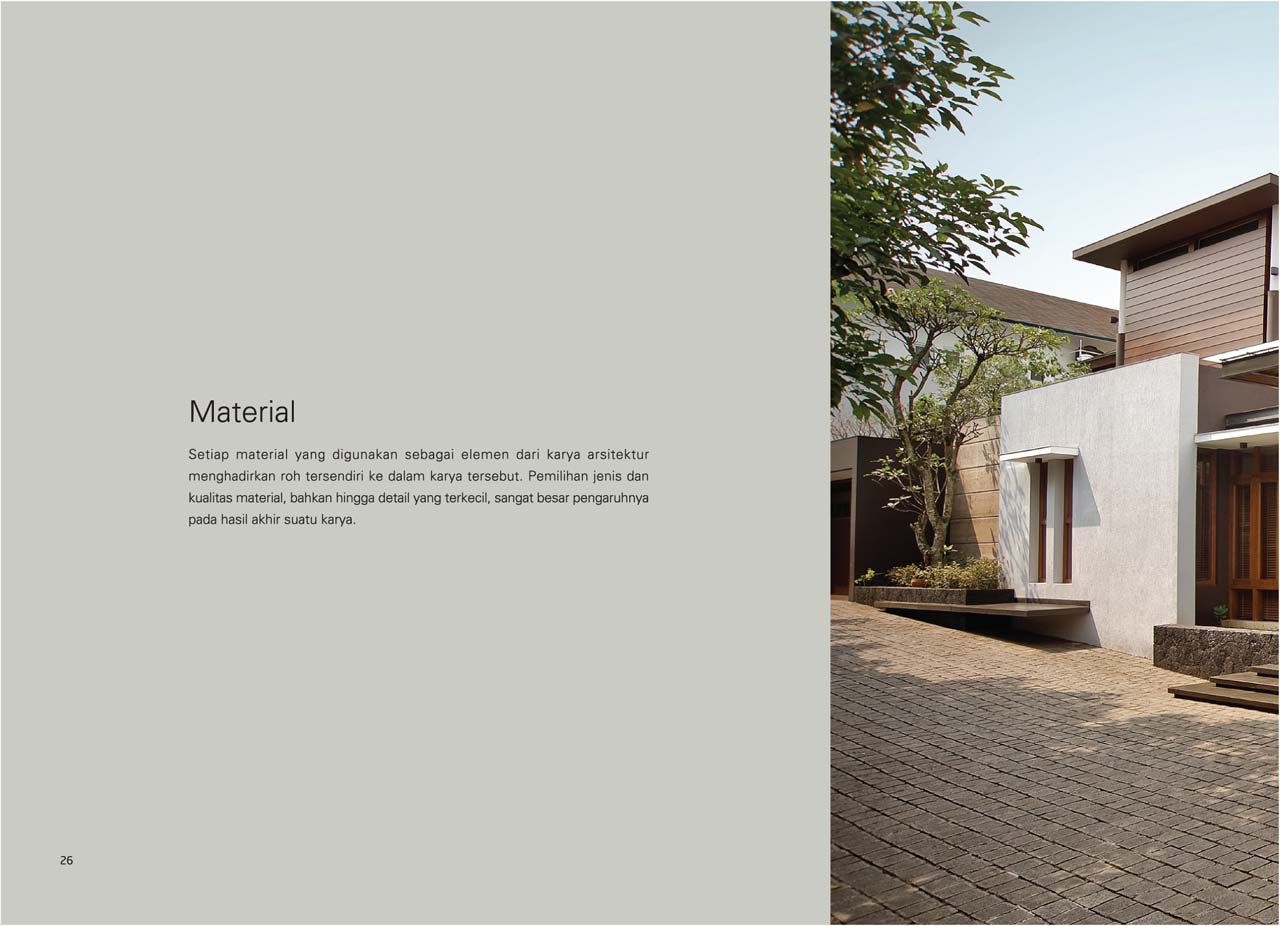 Material
Setiap material yang digunakan sebagai elemen dari karya arsitektur
menghadirkan roh tersendiri ke dalam karya tersebut. Pemilihan jenis dan
kualitas material, bahkan hingga detail yang terkecil, sangat besar pengaruhnya
pada hasil akhir suatu karya.
26